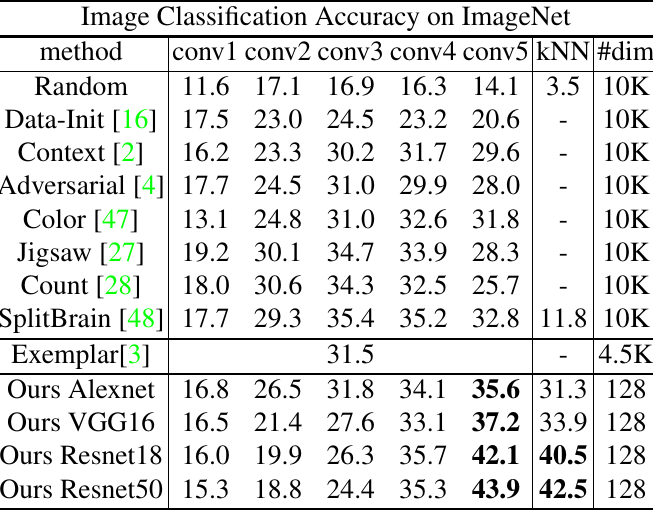 Image Classification Accuracy on ImageNet
method conv1 conv2 conv3 conv4 conv5 kNN #dim
Random 11.6 17.1 16.9 16.3 14.1 3.5 10K
Data-Init [16] 17.5 23.0 24.5 23.2 20.6 - 10K
Context [2] 16.2 23.3 30.2 31.7 29.6 - 10K
Adversarial [4] 17.7 24.5 31.0 29.9 28.0 - 10K
Color [47] 13.1 24.8 31.0 32.6 31.8 - 10K
Jigsaw [27] 19.2 30.1 34.7 33.9 28.3 - 10K
Count [28] 18.0 30.6 34.3 32.5 25.7 - 10K
SplitBrain [48] 17.7 29.3 35.4 35.2 32.8 11.8 10K
Exemplar[3] 31.5 - 4.5K
Ours Alexnet 16.8 26.5 31.8 34.1 35.6 31.3 128
Ours VGG16 16.5 21.4 27.6 33.1 37.2 33.9 128
Ours Resnet18 16.0 19.9 26.3 35.7 42.1 40.5 128
Ours Resnet50 15.3 18.8 24.4 35.3 43.9 42.5 128